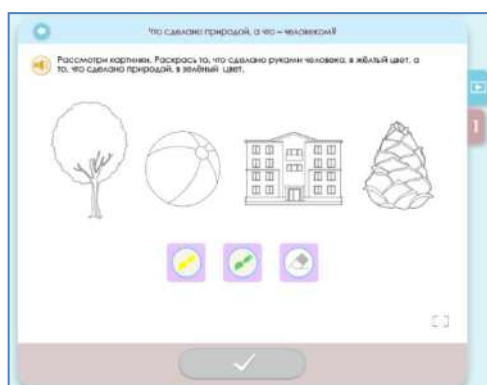 Что сделано природой, а что – человеком?
Рассмотри картинки. Раскрась то, что сделано руками человека, в жёлтый цвет, а
то, что сделано природой, в зелёный цвет.
1